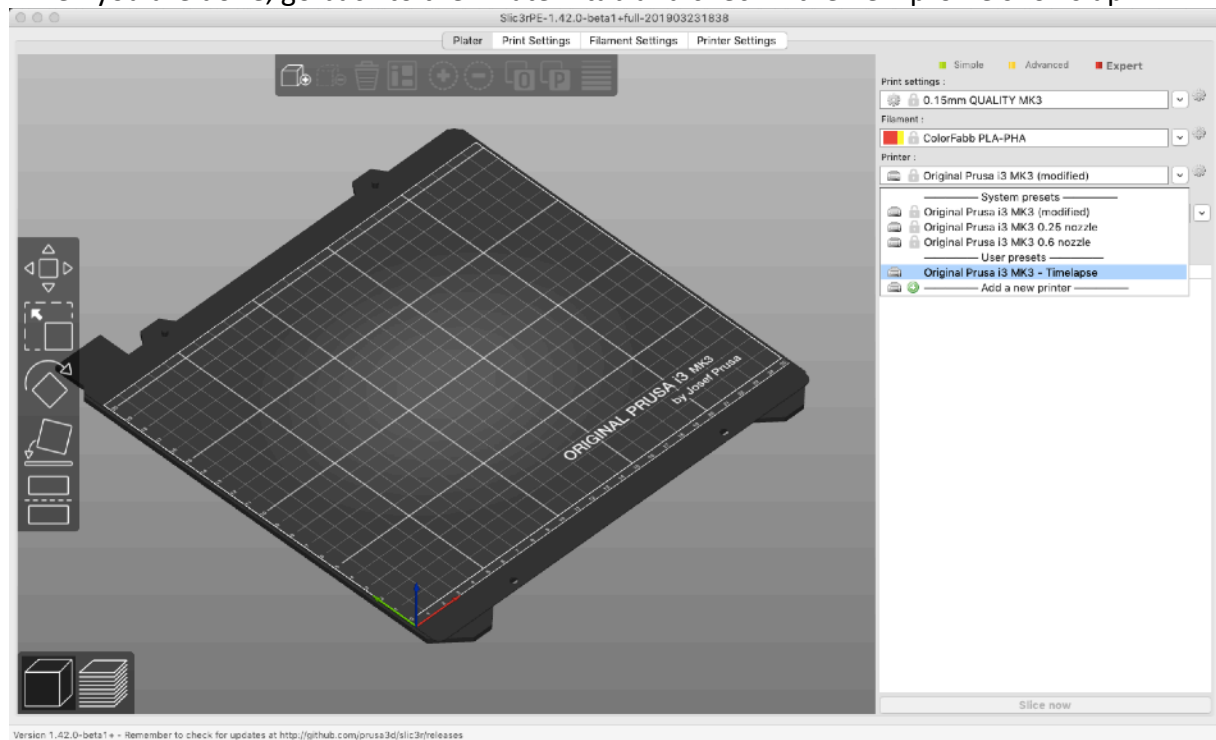 Slic3rPE-1.42.0-beta1+full-201903231838
Plater Print Settings Filament Settings Printer Settings
Simple Advanced Expert
Print settings :
0.15mm QUALITY MK3
Filament :
ColorFabb PLA-PHA
Printer :
Original Prusa i3 MK3 (modified)
System presets
Original Prusa i3 MK3 (modified)
Original Prusa i3 MK3 0.25 nozzle
Original Prusa i3 MK3 0.6 nozzle
User presets
Original Prusa i3 MK3 - Timelapse
Add a new printer
ORIGINAL PRUSA i3 MK3
by Josef Prusa
Slice now
Version 1.42.0-beta1+ - Remember to check for updates at http://github.com/prusa3d/slic3r/releases